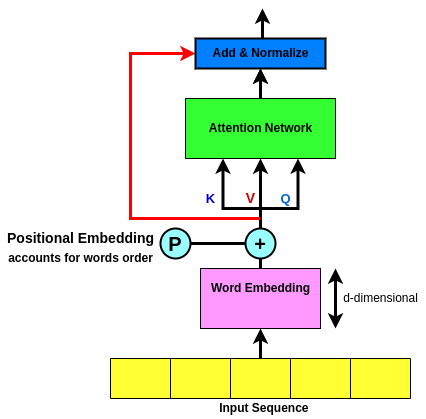 Add & Normalize
Attention Network
K V Q
Positional Embedding
accounts for words order
P
+
Word Embedding
d-dimensional
Input Sequence